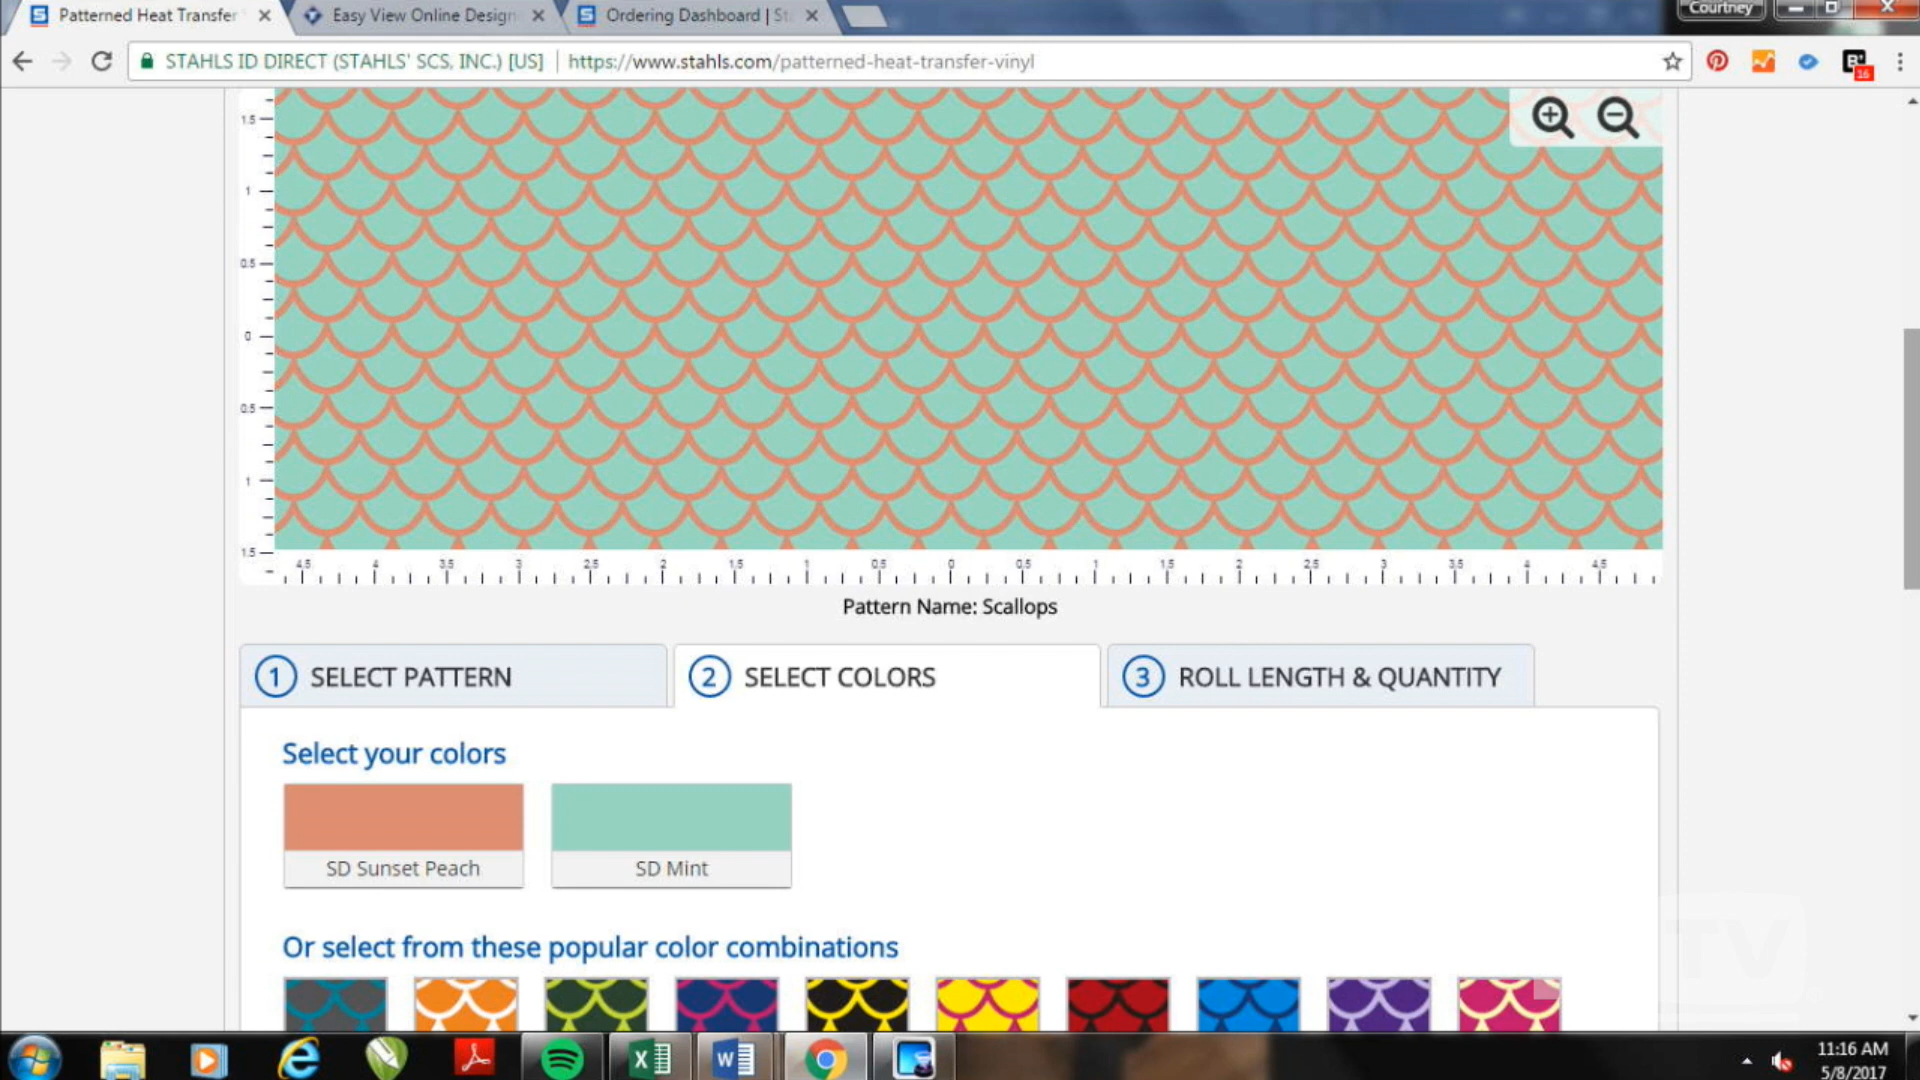 Patterned Heat Transfer
Easy View Online Design
Ordering Dashboard | St
Courtney
STAHLS ID DIRECT (STAHLS' SCS, INC.) [US]
https://www.stahls.com/patterned-heat-transfer-vinyl
16
1.5
1
0.5
0
0.5
1
1.5
4.5 4 3.5 3 2.5 2 1.5 1 0.5 0 0.5 1 1.5 2 2.5 3 3.5 4 4.5
Pattern Name: Scallops
1 SELECT PATTERN
2 SELECT COLORS
3 ROLL LENGTH & QUANTITY
Select your colors
SD Sunset Peach
SD Mint
Or select from these popular color combinations
TV
11:16 AM
5/8/2017